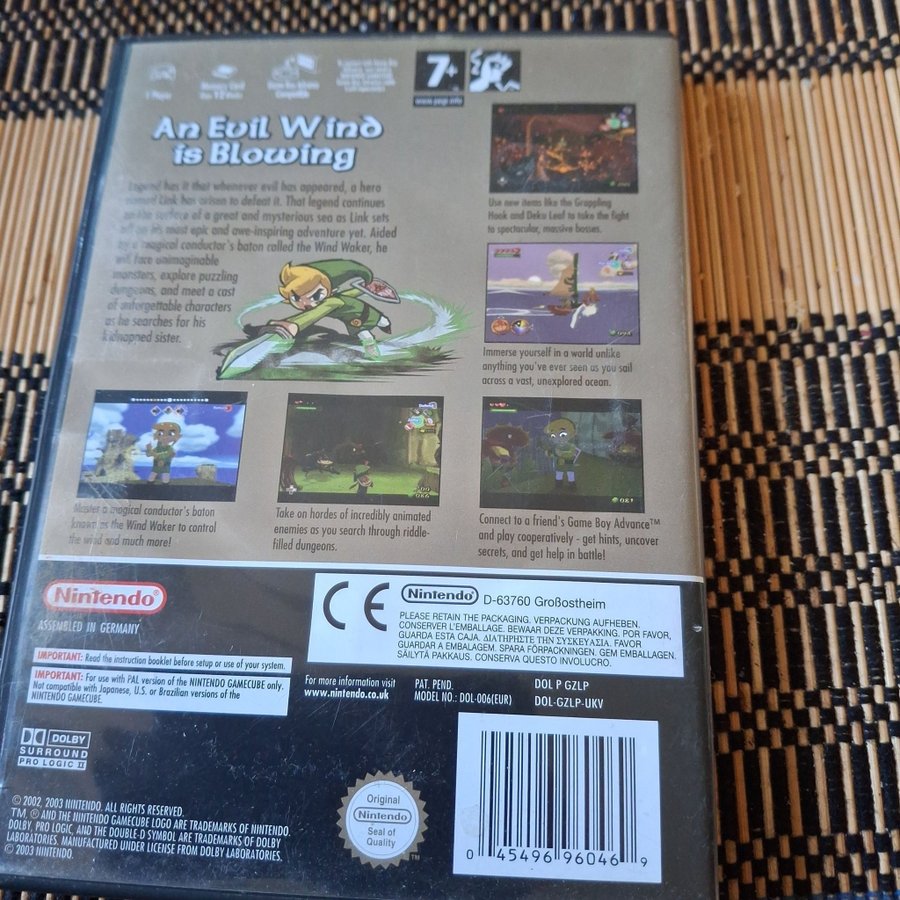 1 Player
Memory Card
12
Game Boy Advance
Compatible
7+
www.pegi.info
An Evil Wind
is Blowing
Legend has it that whenever evil has appeared, a hero
named Link has arisen to defeat it. That legend continues
on the surface of a great and mysterious sea as Link sets
off on his most epic and awe-inspiring adventure yet. Aided
by a magical conductor's baton called the Wind Waker, he
will face unimaginable
monsters, explore puzzling
dungeons, and meet a cast
of unforgettable characters
as he searches for his
kidnapped sister.
Use new items like the Grappling
Hook and Deku Leaf to take the fight
to spectacular, massive bosses.
Immerse yourself in a world unlike
anything you've ever seen as you sail
across a vast, unexplored ocean.
Master a magical conductor's baton
known as the Wind Waker to control
the wind and much more!
Take on hordes of incredibly animated
enemies as you search through riddle-
filled dungeons.
Connect to a friend's Game Boy Advance™
and play cooperatively - get hints, uncover
secrets, and get help in battle!
Nintendo®
ASSEMBLED IN GERMANY
IMPORTANT: Read the instruction booklet before setup or use of your system.
IMPORTANT: For use with PAL version of the NINTENDO GAMECUBE only.
Not compatible with Japanese, U.S. or Brazilian versions of the
NINTENDO GAMECUBE.
CE
Nintendo® D-63760 Großostheim
PLEASE RETAIN THE PACKAGING. VERPACKUNG AUFHEBEN.
CONSERVER L'EMBALLAGE. BEWAAR DEZE VERPAKKING. POR FAVOR,
GUARDA ESTA CAJA. ΔΙΑΤΗΡΗΣΤΕ ΤΗΝ ΣΥΣΚΕΥΑΣΙΑ. FAVOR
GUARDAR A EMBALAGEM. SPARA FÖRPACKNINGEN. GEM EMBALLAGEN.
SÄILYTÄ PAKKAUS. CONSERVA QUESTO INVOLUCRO.
For more information visit
www.nintendo.co.uk
PAT. PEND.
MODEL NO.: DOL-006(EUR)
DOL P GZLP
DOL-GZLP-UKV
DOLBY
SURROUND
PRO LOGIC II
© 2002, 2003 NINTENDO. ALL RIGHTS RESERVED.
TM, ® AND THE NINTENDO GAMECUBE LOGO ARE TRADEMARKS OF NINTENDO.
DOLBY, PRO LOGIC, AND THE DOUBLE-D SYMBOL ARE TRADEMARKS OF DOLBY
LABORATORIES. MANUFACTURED UNDER LICENSE FROM DOLBY LABORATORIES.
© 2003 NINTENDO.
Original
Nintendo
Seal of
Quality
™
0 45496 96046 9